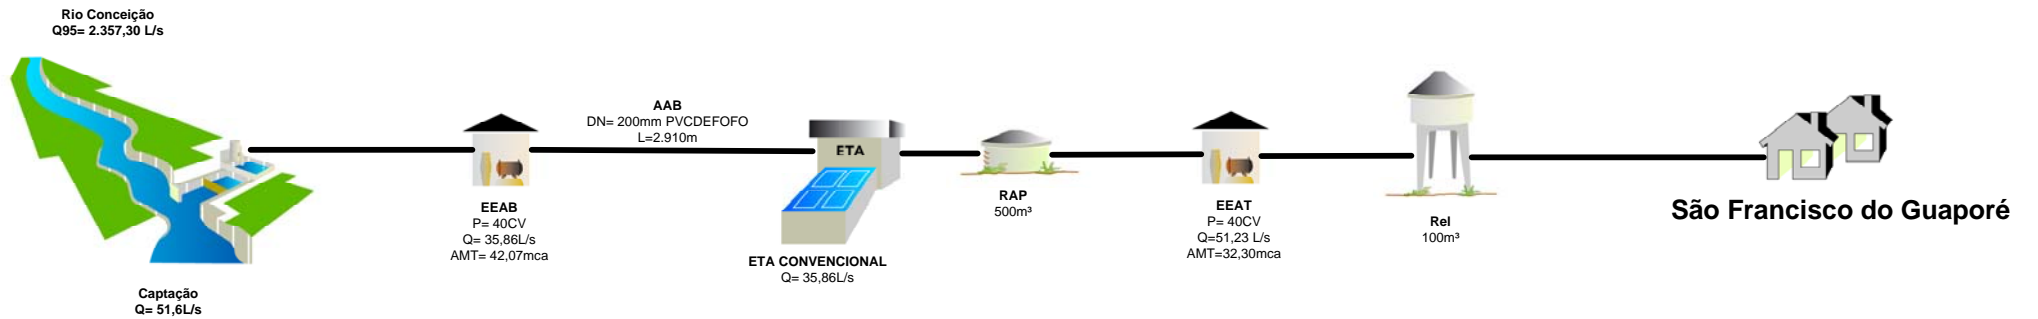 Rio Conceição
Q95= 2.357,30 L/s
Captação
Q= 51,6L/s
EEAB
P= 40CV
Q= 35,86L/s
AMT= 42,07mca
AAB
DN= 200mm PVCDEFOFO
L=2.910m
ETA
ETA CONVENCIONAL
Q= 35,86L/s
RAP
500m³
EEAT
P= 40CV
Q=51,23 L/s
AMT=32,30mca
Rel
100m³
São Francisco do Guaporé